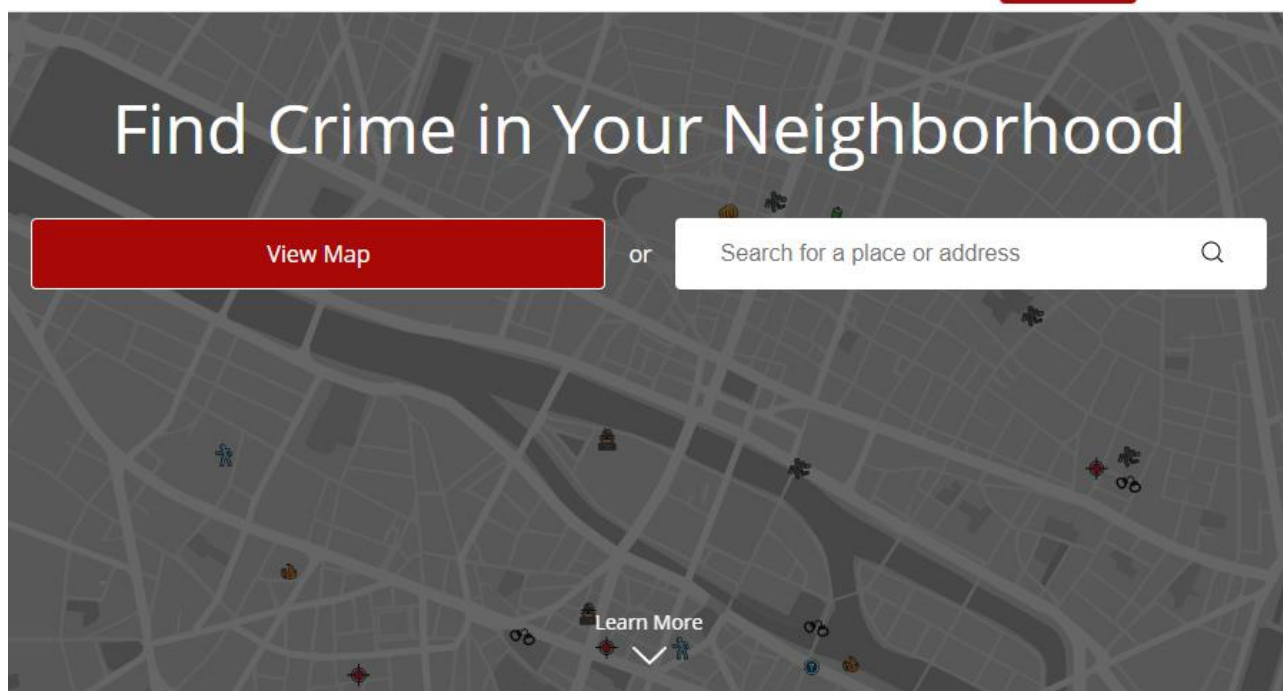 Find Crime in Your Neighborhood
View Map
or
Search for a place or address
Learn More